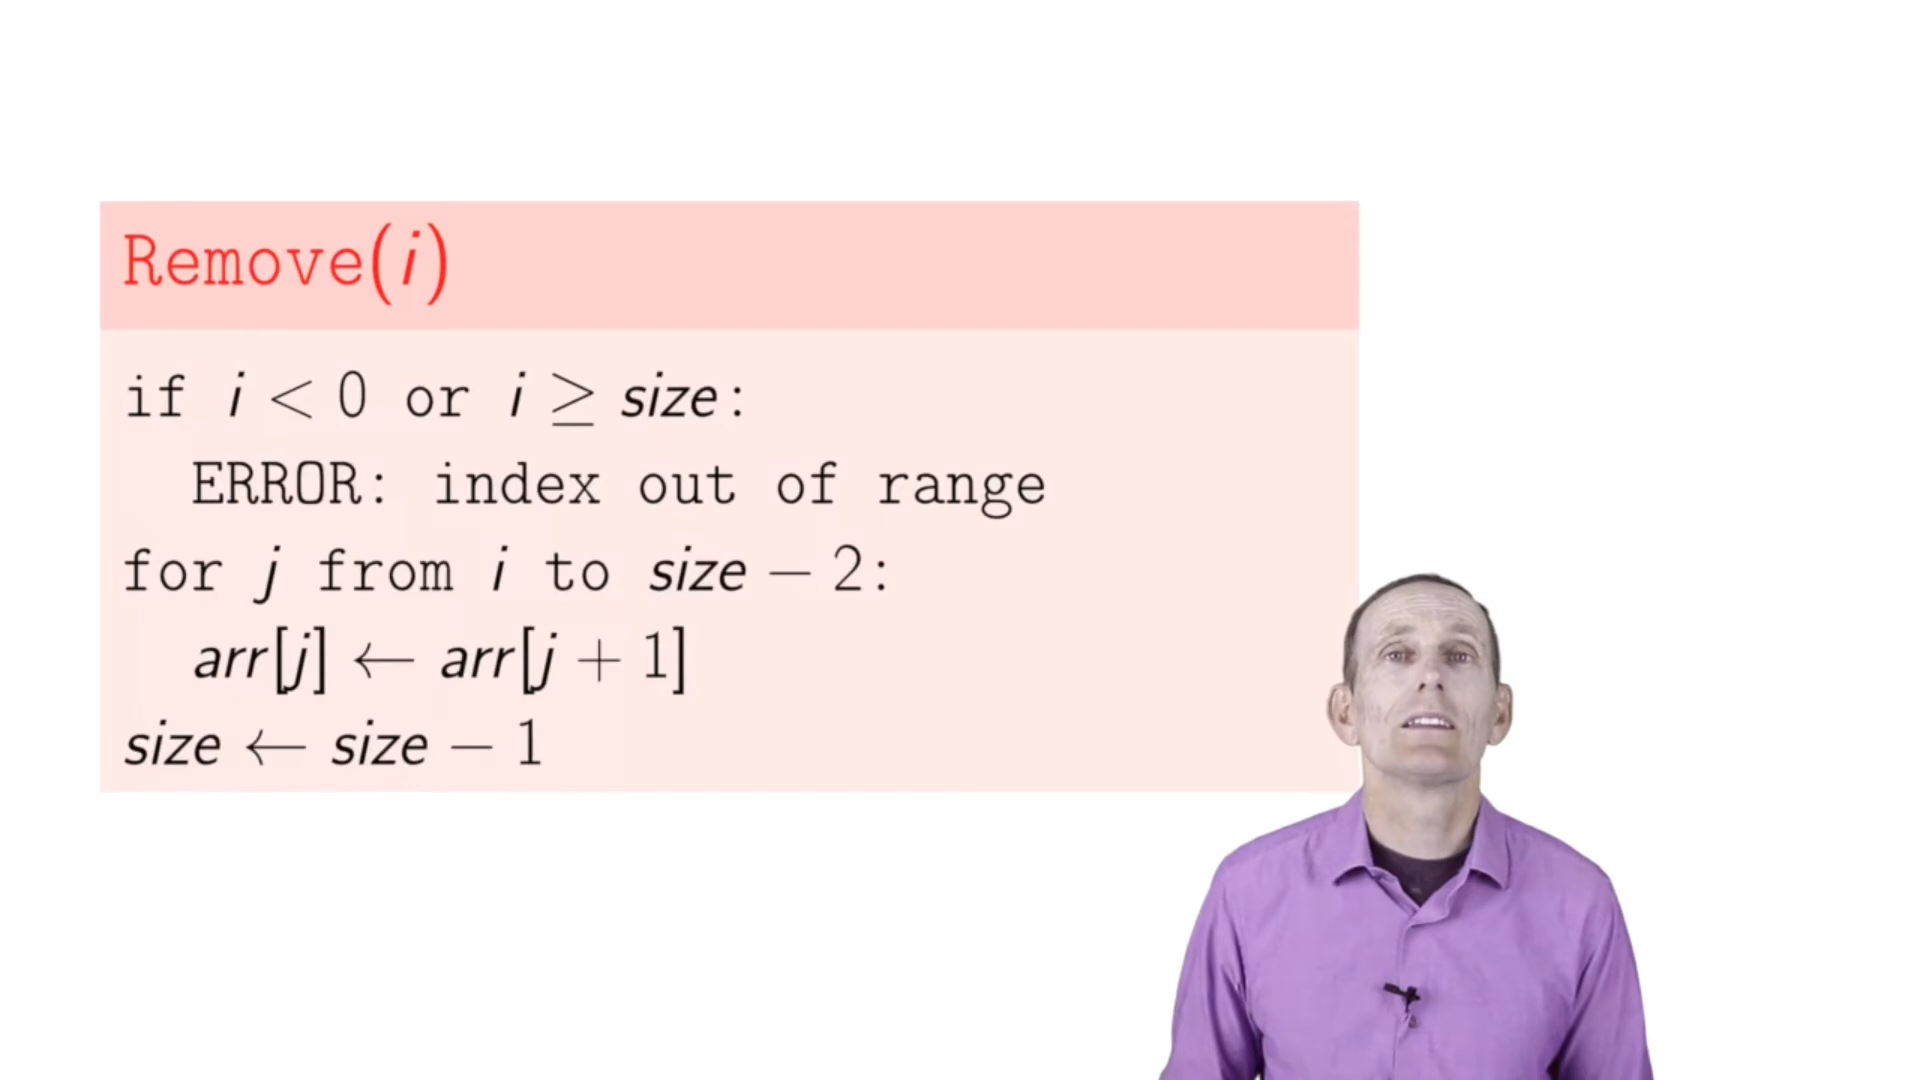 Remove(i)
if i < 0 or i ≥ size:
ERROR: index out of range
for j from i to size − 2:
arr[j] ← arr[j + 1]
size ← size − 1